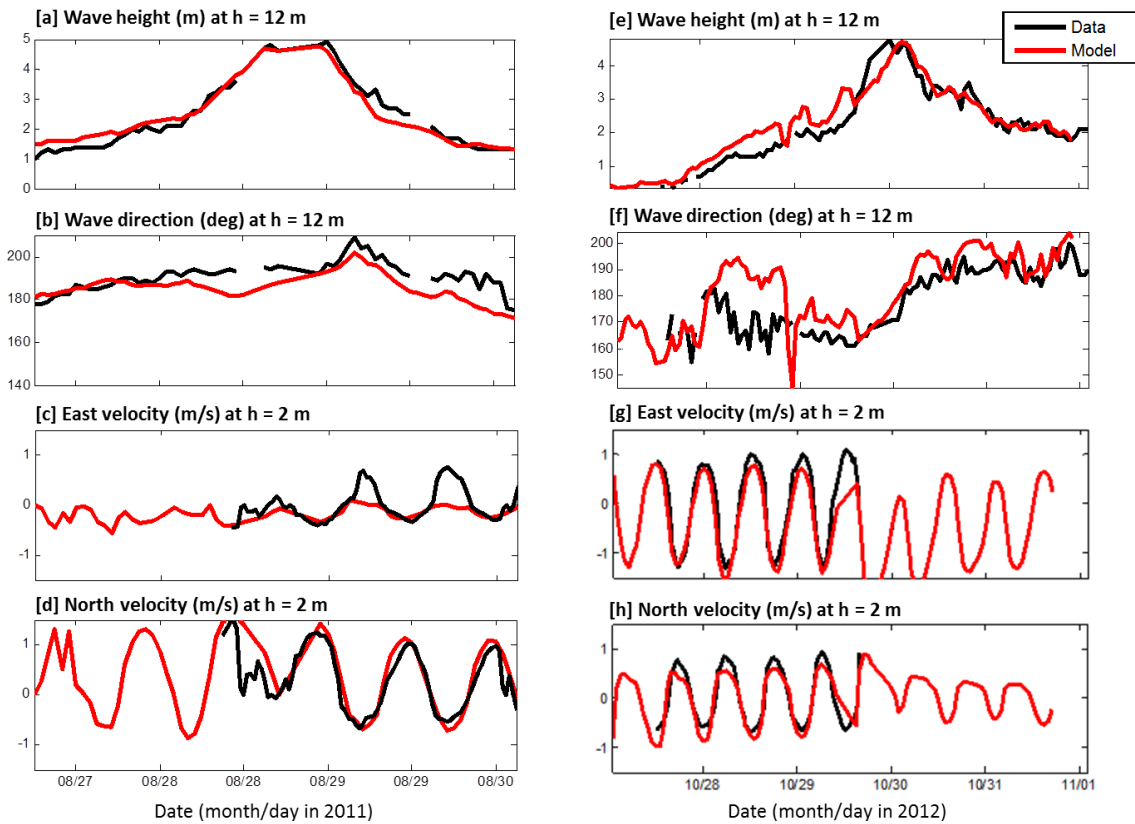 [a] Wave height (m) at h = 12 m
5
4
3
2
1
0
[b] Wave direction (deg) at h = 12 m
200
180
160
140
[c] East velocity (m/s) at h = 2 m
1
0
-1
[d] North velocity (m/s) at h = 2 m
1
0
-1
08/27 08/28 08/28 08/29 08/29 08/30
Date (month/day in 2011)
[e] Wave height (m) at h = 12 m
Data
Model
4
3
2
1
[f] Wave direction (deg) at h = 12 m
200
190
180
170
160
150
[g] East velocity (m/s) at h = 2 m
1
0
-1
[h] North velocity (m/s) at h = 2 m
1
0
-1
10/28 10/29 10/30 10/31 11/01
Date (month/day in 2012)